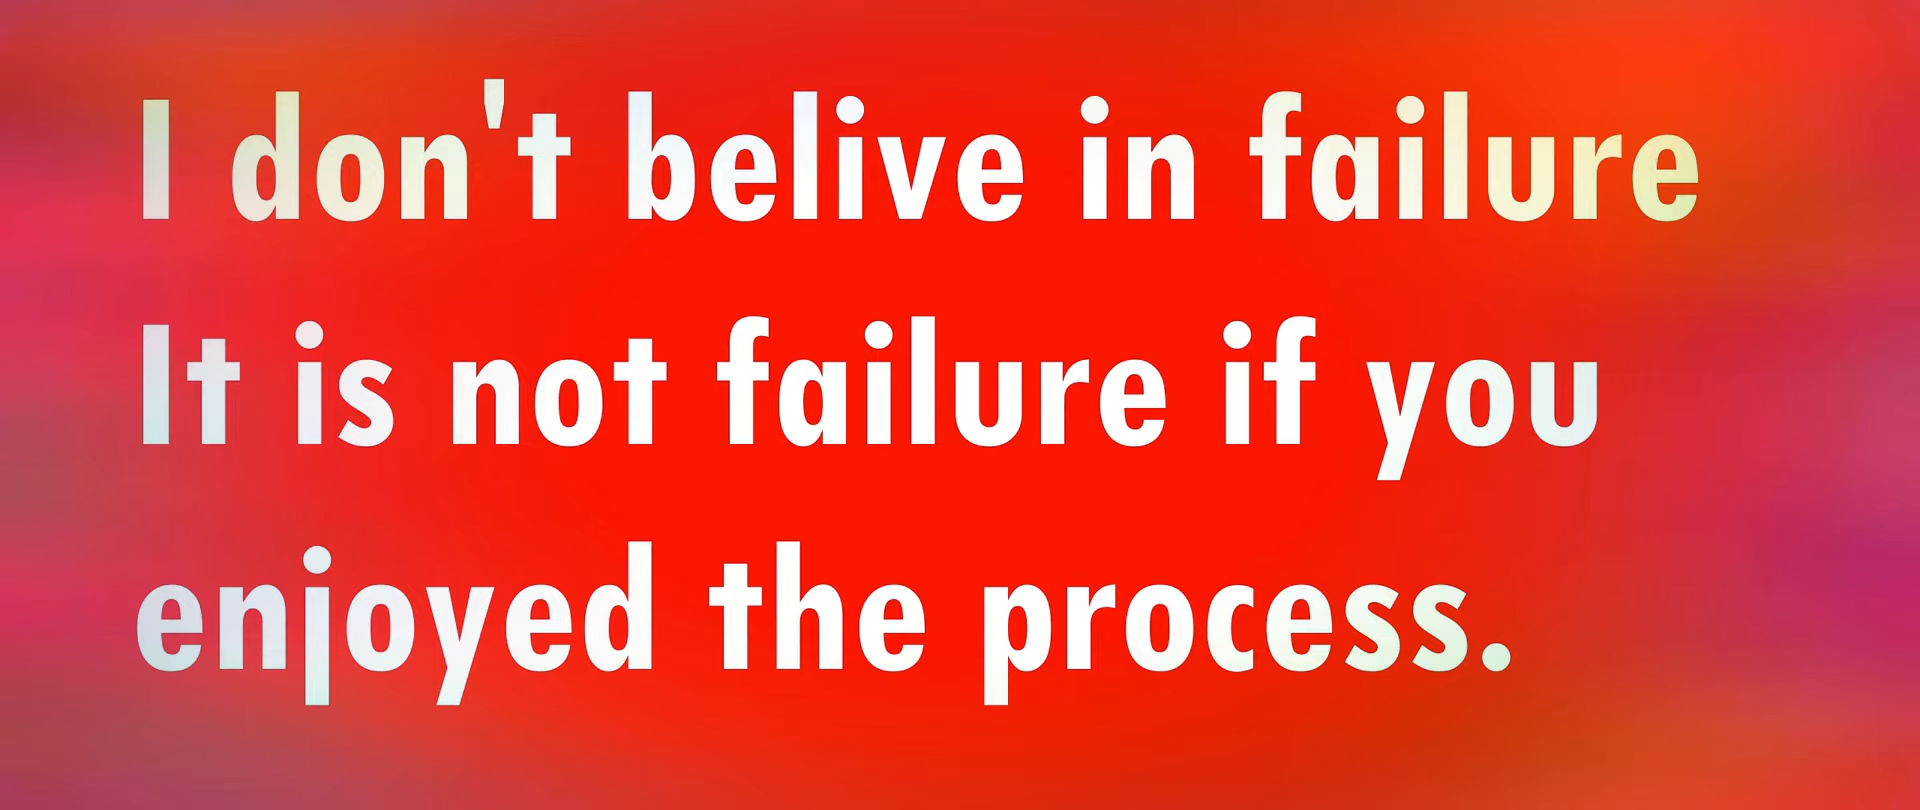 I don't belive in failure
It is not failure if you
enjoyed the process.